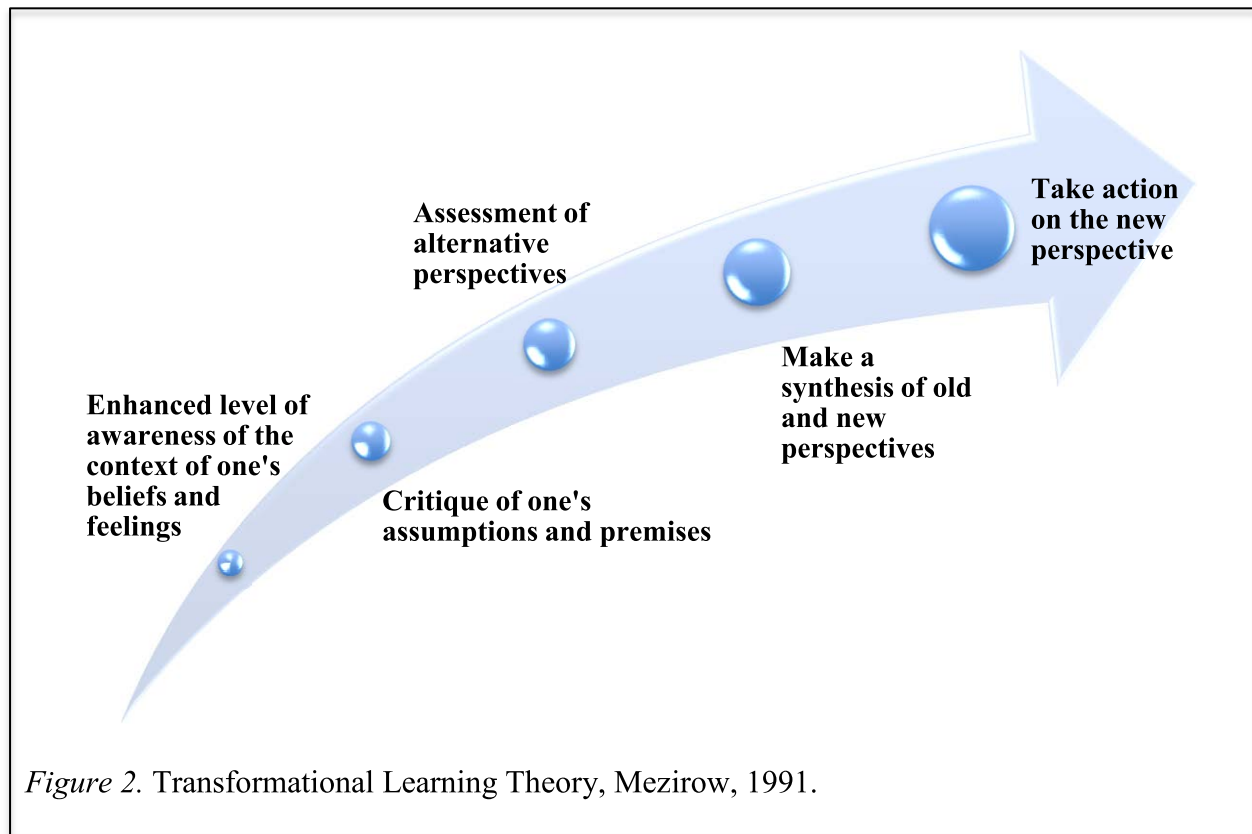 Enhanced level of
awareness of the
context of one's
beliefs and
feelings
Critique of one's
assumptions and premises
Assessment of
alternative
perspectives
Make a
synthesis of old
and new
perspectives
Take action
on the new
perspective
Figure 2. Transformational Learning Theory, Mezirow, 1991.